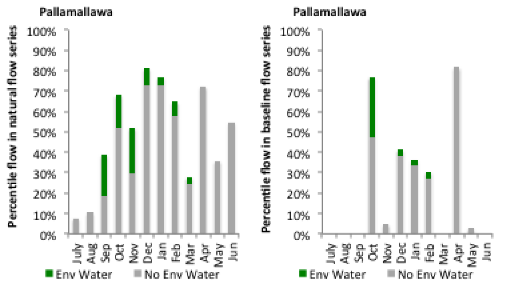 Pallamallawa
Percentile flow in natural flow series
100%
90%
80%
70%
60%
50%
40%
30%
20%
10%
0%
July Aug Sep Oct Nov Dec Jan Feb Mar Apr May Jun
Env Water No Env Water
Pallamallawa
Percentile flow in baseline flow series
100%
90%
80%
70%
60%
50%
40%
30%
20%
10%
0%
July Aug Sep Oct Nov Dec Jan Feb Mar Apr May Jun
Env Water No Env Water